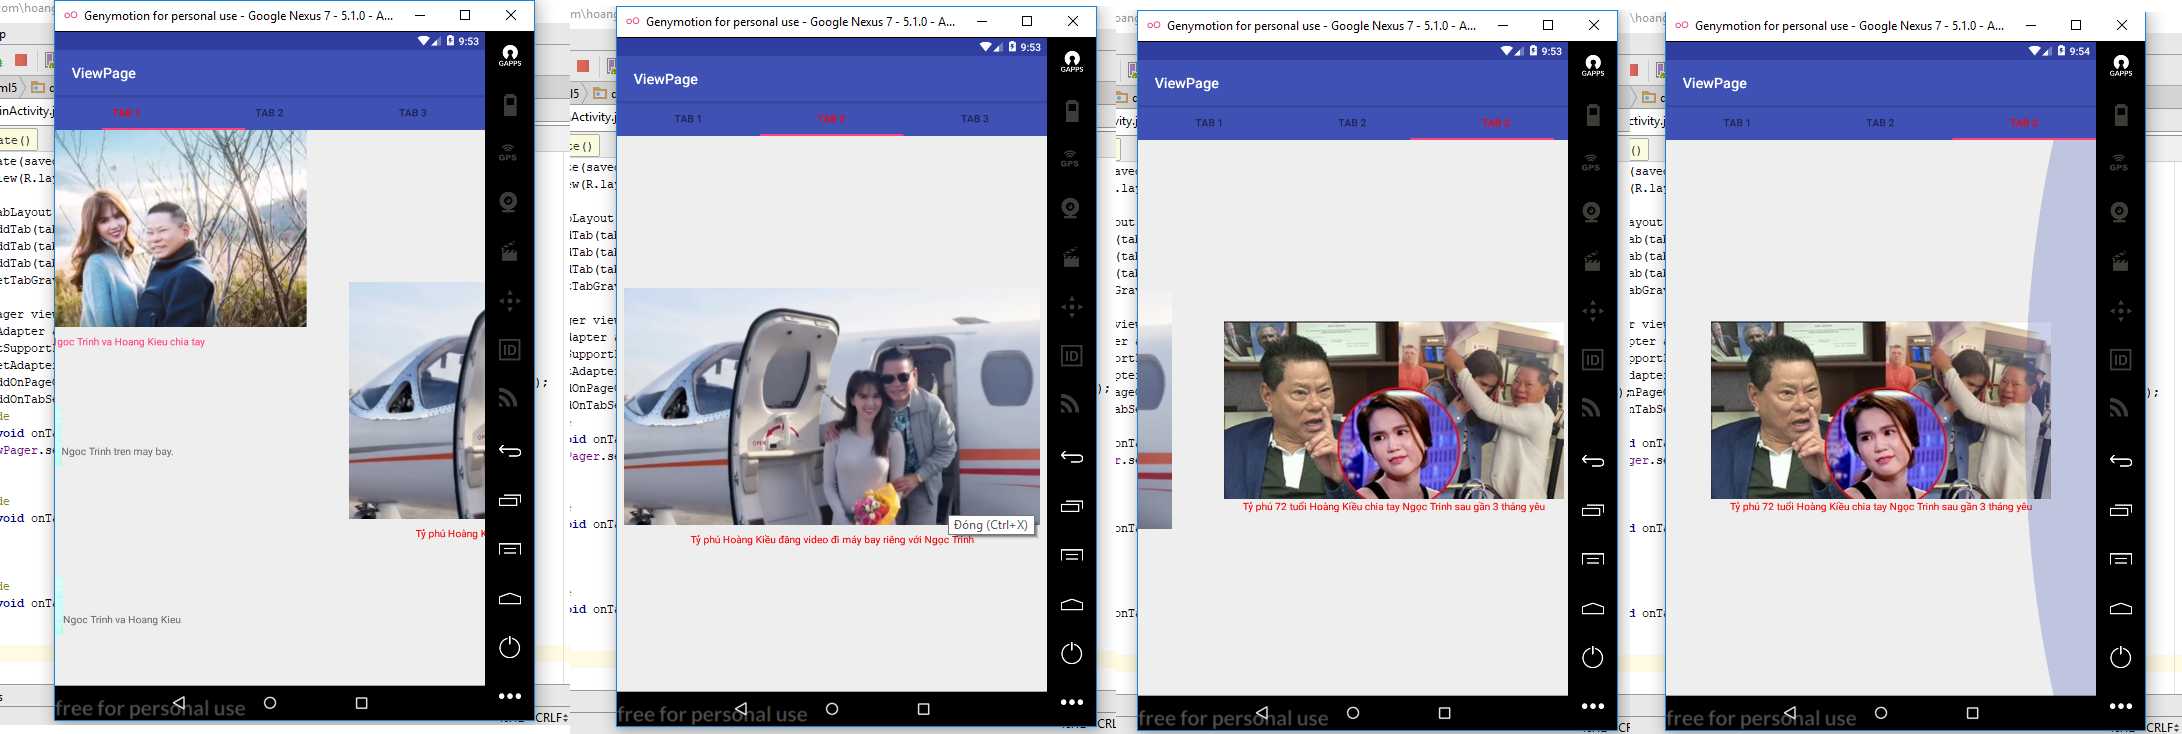 Genymotion for personal use - Google Nexus 7 - 5.1.0 - A...
GAPPS
9:53
ViewPage
TAB 1
TAB 2
TAB 3
GPS
ID
goc Trinh va Hoang Kieu chia tay
Ngoc Trinh tren may bay.
Tỷ phú Hoàng K
Ngoc Trinh va Hoang Kieu
free for personal use
Genymotion for personal use - Google Nexus 7 - 5.1.0 - A...
GAPPS
9:53
ViewPage
TAB 1
TAB 2
TAB 3
GPS
ID
OPEN
Đóng (Ctrl+X)
Tỷ phú Hoàng Kiều đăng video đi máy bay riêng với Ngọc Trinh
free for personal use
Genymotion for personal use - Google Nexus 7 - 5.1.0 - A...
GAPPS
9:53
ViewPage
TAB 1
TAB 2
TAB 3
GPS
ID
Tỷ phú 72 tuổi Hoàng Kiều chia tay Ngọc Trinh sau gần 3 tháng yêu
free for personal use
Genymotion for personal use - Google Nexus 7 - 5.1.0 - A...
GAPPS
9:54
ViewPage
TAB 1
TAB 2
TAB 3
GPS
ID
Tỷ phú 72 tuổi Hoàng Kiều chia tay Ngọc Trinh sau gần 3 tháng yêu
free for personal use